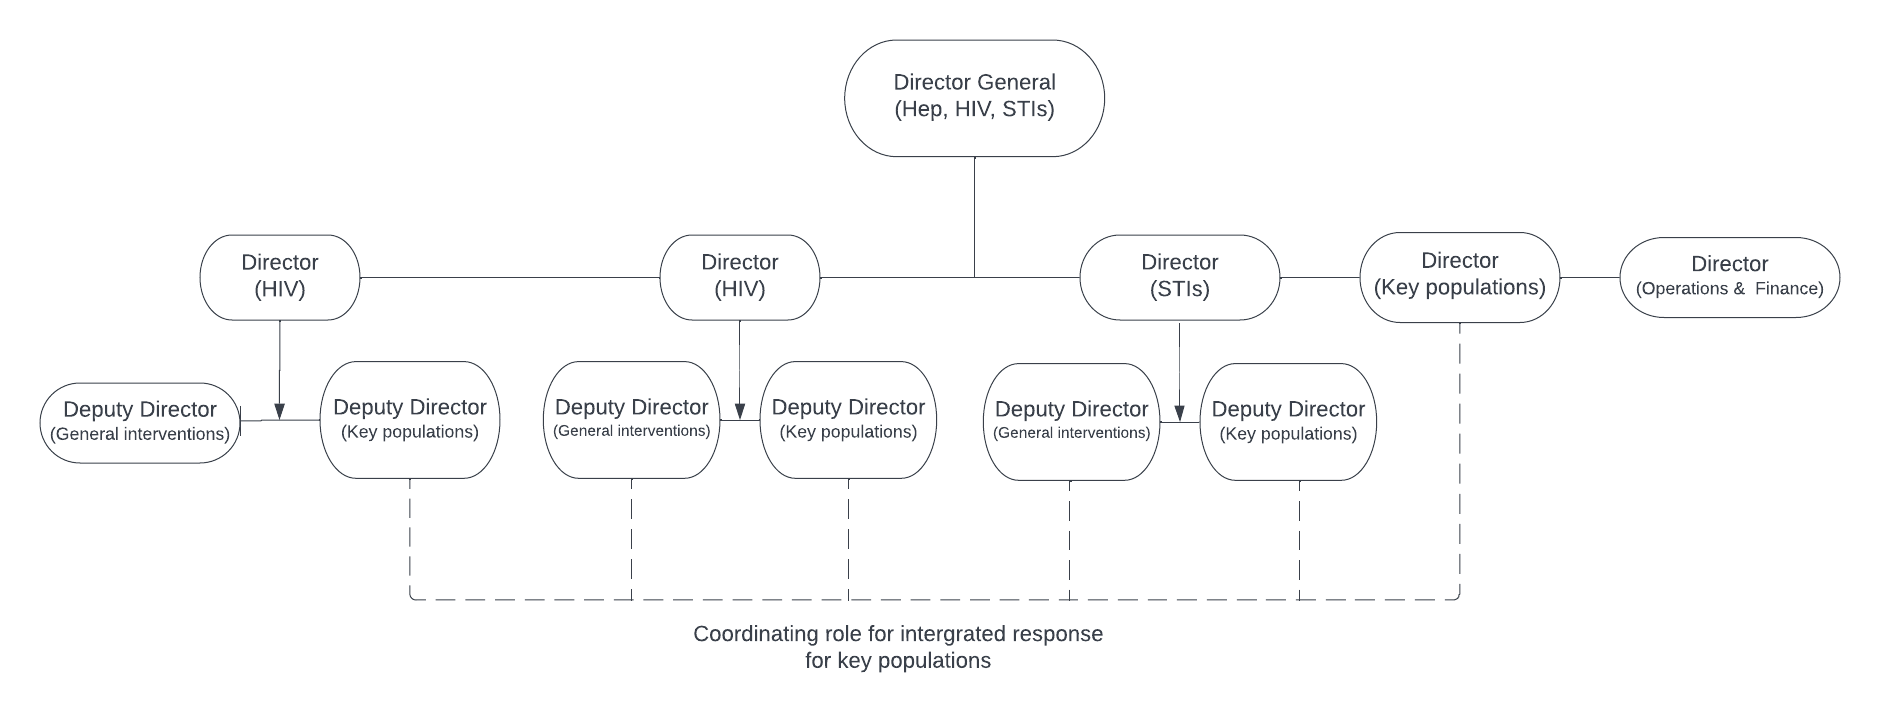 Director General
(Hep, HIV, STIs)
Director
(HIV)
Director
(HIV)
Director
(STIs)
Director
(Key populations)
Director
(Operations &  Finance)
Deputy Director
(General interventions)
Deputy Director
(Key populations)
Deputy Director
(General interventions)
Deputy Director
(Key populations)
Deputy Director
(General interventions)
Deputy Director
(Key populations)
Coordinating role for intergrated response
for key populations